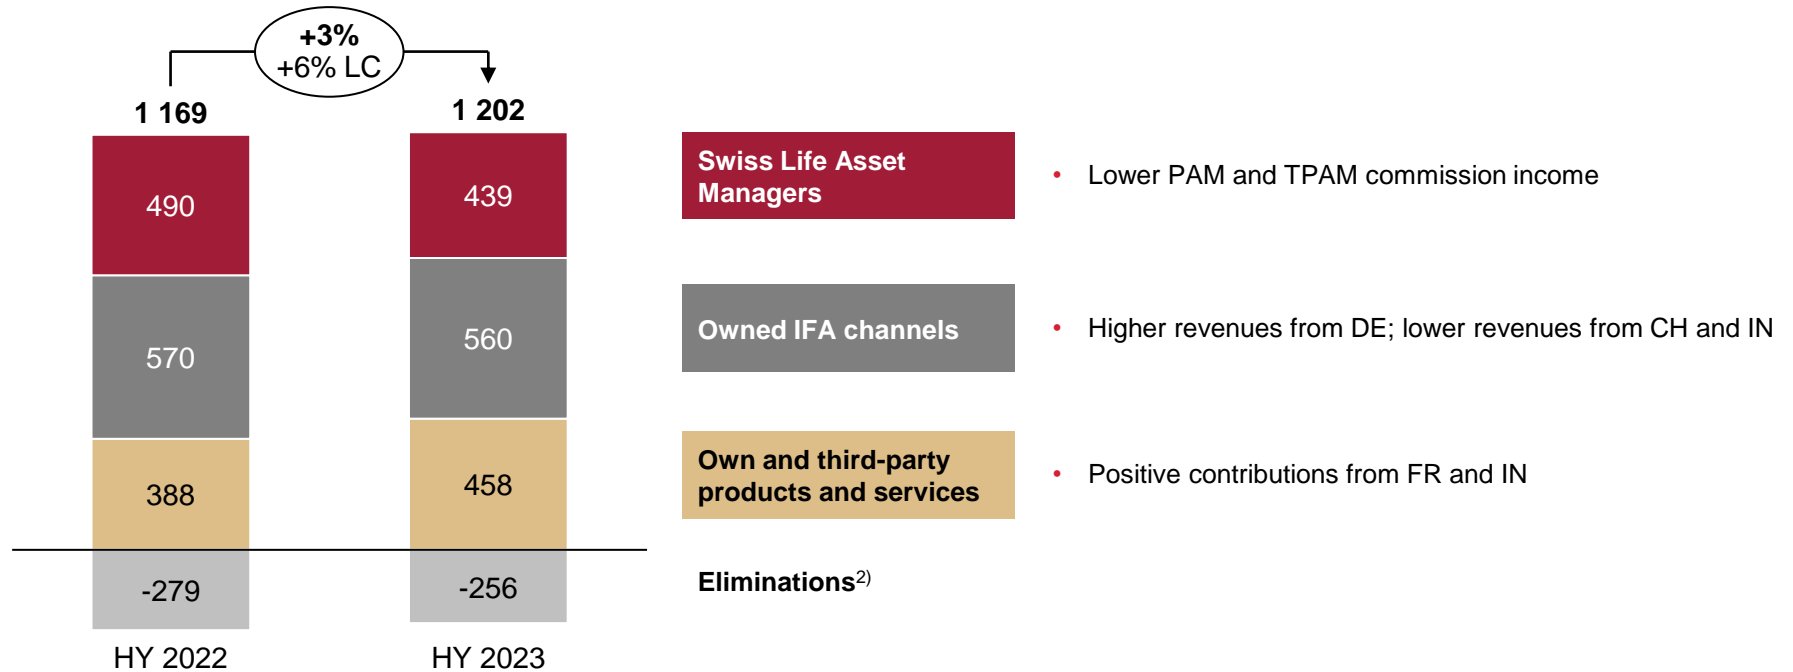 +3%
+6% LC
1 169
1 202
490
439
Swiss Life Asset
Managers
• Lower PAM and TPAM commission income
570
560
Owned IFA channels
• Higher revenues from DE; lower revenues from CH and IN
388
458
Own and third-party
products and services
• Positive contributions from FR and IN
-279
-256
Eliminations2)
HY 2022
HY 2023